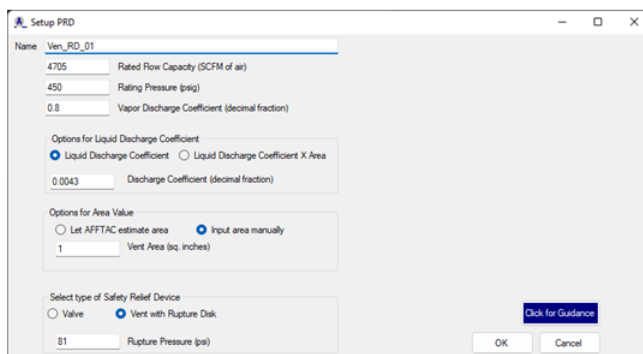 Setup PRD
Name Ven_RD_01
4705 Rated Flow Capacity (SCFM of air)
450 Rating Pressure (psig)
0.8 Vapor Discharge Coefficient (decimal fraction)
Options for Liquid Discharge Coefficient
Liquid Discharge Coefficient Liquid Discharge Coefficient X Area
0.0043 Discharge Coefficient (decimal fraction)
Options for Area Value
Let AFFTAC estimate area Input area manually
1 Vent Area (sq. inches)
Select type of Safety Relief Device
Valve Vent with Rupture Disk
Click for Guidance
81 Rupture Pressure (psi)
OK Cancel